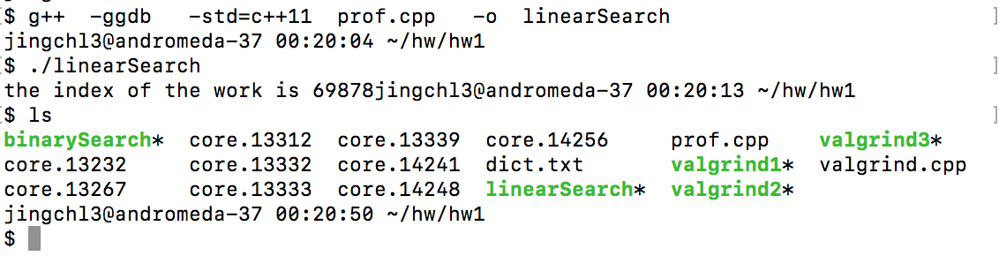 $ g++  -ggdb   -std=c++11  prof.cpp   -o  linearSearch
jingchl3@andromeda-37 00:20:04 ~/hw/hw1
$ ./linearSearch
the index of the work is 69878jingchl3@andromeda-37 00:20:13 ~/hw/hw1
$ ls
binarySearch*  core.13312  core.13339  core.14256     prof.cpp    valgrind3*
core.13232     core.13332  core.14241  dict.txt       valgrind1*  valgrind.cpp
core.13267     core.13333  core.14248  linearSearch*  valgrind2*
jingchl3@andromeda-37 00:20:50 ~/hw/hw1
$